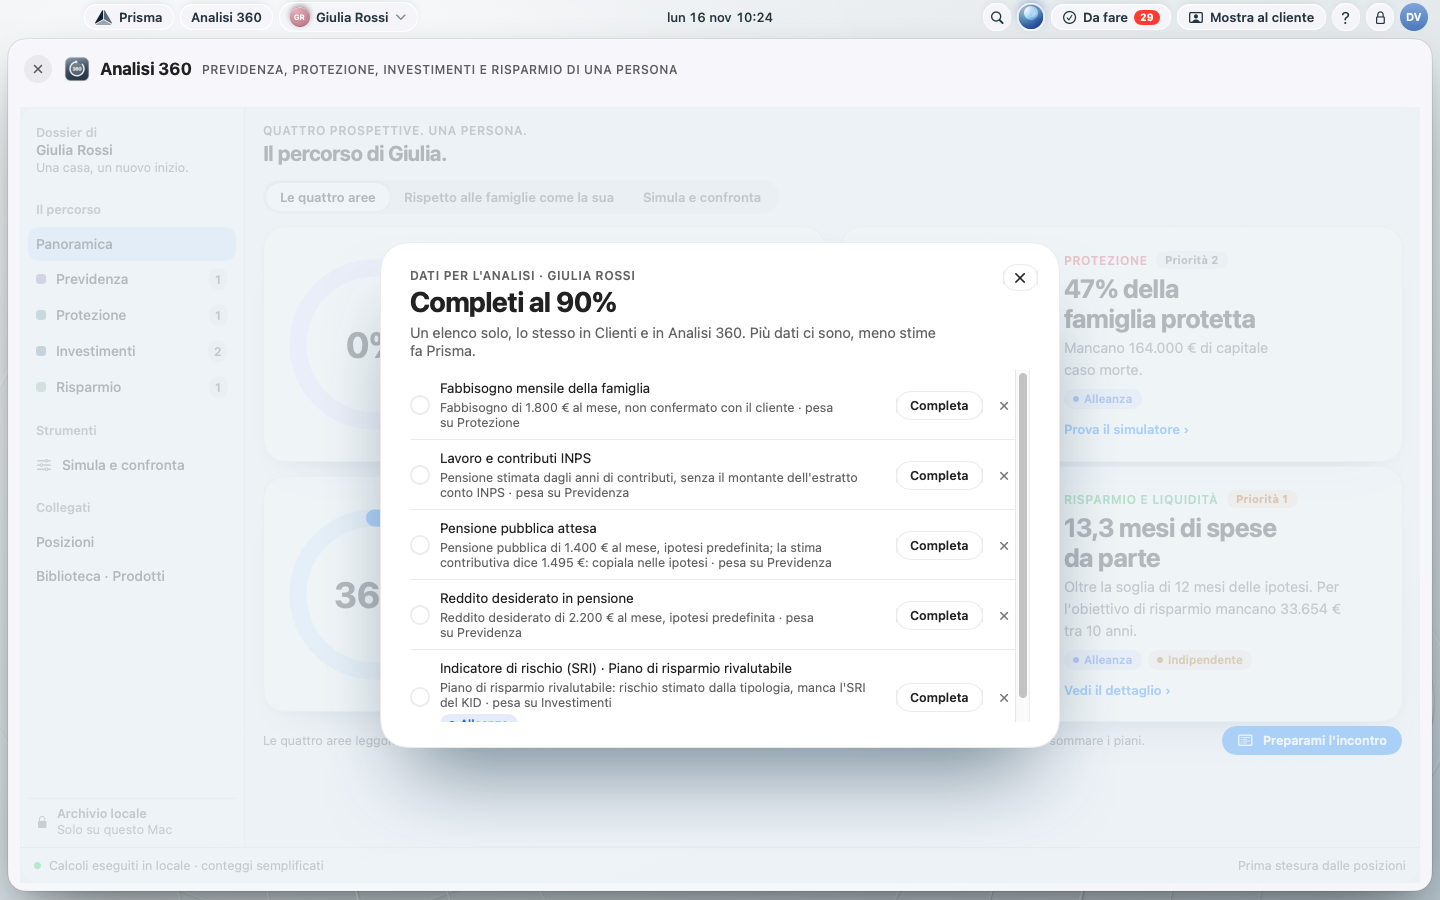 Prisma
Analisi 360
GR
Giulia Rossi
lun 16 nov 10:24
Da fare 29
Mostra al cliente
?
DV
360
Analisi 360
PREVIDENZA, PROTEZIONE, INVESTIMENTI E RISPARMIO DI UNA PERSONA
Dossier di
Giulia Rossi
Una casa, un nuovo inizio.
Il percorso
Panoramica
Previdenza 1
Protezione 1
Investimenti 2
Risparmio 1
Strumenti
Simula e confronta
Collegati
Posizioni
Biblioteca · Prodotti
Archivio locale
Solo su questo Mac
QUATTRO PROSPETTIVE. UNA PERSONA.
Il percorso di Giulia.
Le quattro aree
Rispetto alle famiglie come la sua
Simula e confronta
0%
36
DATI PER L'ANALISI · GIULIA ROSSI
Completi al 90%
Un elenco solo, lo stesso in Clienti e in Analisi 360. Più dati ci sono, meno stime
fa Prisma.
Fabbisogno mensile della famiglia
Fabbisogno di 1.800 € al mese, non confermato con il cliente · pesa
su Protezione
Completa
Lavoro e contributi INPS
Pensione stimata dagli anni di contributi, senza il montante dell'estratto
conto INPS · pesa su Previdenza
Completa
Pensione pubblica attesa
Pensione pubblica di 1.400 € al mese, ipotesi predefinita; la stima
contributiva dice 1.495 €: copiala nelle ipotesi · pesa su Previdenza
Completa
Reddito desiderato in pensione
Reddito desiderato di 2.200 € al mese, ipotesi predefinita · pesa
su Previdenza
Completa
Indicatore di rischio (SRI) · Piano di risparmio rivalutabile
Piano di risparmio rivalutabile: rischio stimato dalla tipologia, manca l'SRI
del KID · pesa su Investimenti
Completa
PROTEZIONE Priorità 2
47% della
famiglia protetta
Mancano 164.000 € di capitale
caso morte.
Alleanza
Prova il simulatore ›
RISPARMIO E LIQUIDITÀ Priorità 1
13,3 mesi di spese
da parte
Oltre la soglia di 12 mesi delle ipotesi. Per
l'obiettivo di risparmio mancano 33.654 €
tra 10 anni.
Alleanza
Indipendente
Vedi il dettaglio ›
Le quattro aree leggo
sommare i piani.
Preparami l'incontro
Calcoli eseguiti in locale · conteggi semplificati
Prima stesura dalle posizioni